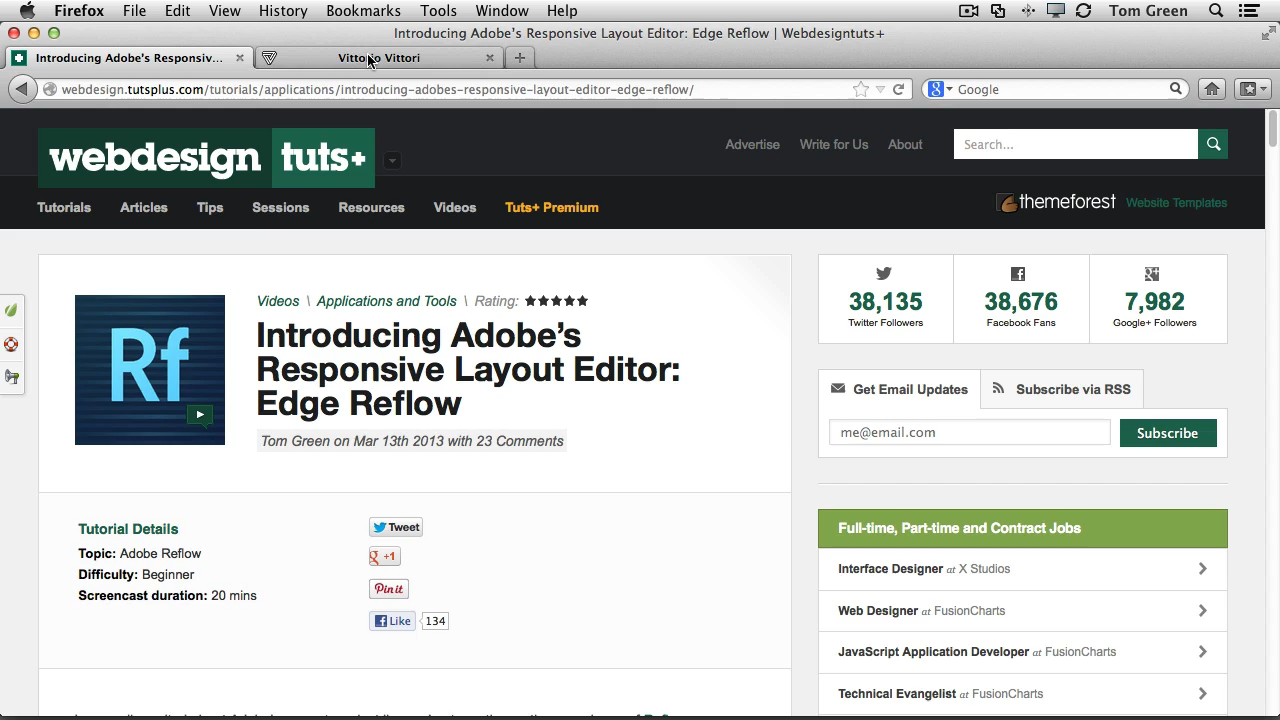 Firefox File Edit View History Bookmarks Tools Window Help Tom Green
Introducing Adobe's Responsive Layout Editor: Edge Reflow | Webdesigntuts+
Introducing Adobe's Responsiv... Vittorio Vittori
webdesign.tutsplus.com/tutorials/applications/introducing-adobes-responsive-layout-editor-edge-reflow/ Google
webdesign tuts+
Advertise Write for Us About Search...
Tutorials Articles Tips Sessions Resources Videos Tuts+ Premium
themeforest Website Templates
Rf
Videos \ Applications and Tools \ Rating: ★★★★★
Introducing Adobe's
Responsive Layout Editor:
Edge Reflow
Tom Green on Mar 13th 2013 with 23 Comments
38,135 38,676 7,982
Twitter Followers Facebook Fans Google+ Followers
Get Email Updates Subscribe via RSS
me@email.com Subscribe
Tutorial Details
Topic: Adobe Reflow
Difficulty: Beginner
Screencast duration: 20 mins
Tweet
g +1
Pin it
Like 134
Full-time, Part-time and Contract Jobs
Interface Designer at X Studios
Web Designer at FusionCharts
JavaScript Application Developer at FusionCharts
Technical Evangelist at FusionCharts